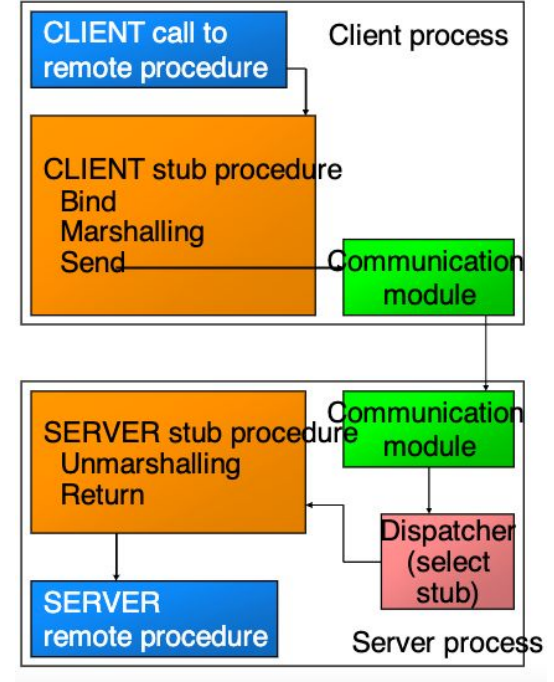 CLIENT call to
remote procedure
Client process
CLIENT stub procedure
Bind
Marshalling
Send
Communication
module
SERVER stub procedure
Unmarshalling
Return
Communication
module
Dispatcher
(select
stub)
SERVER
remote procedure
Server process